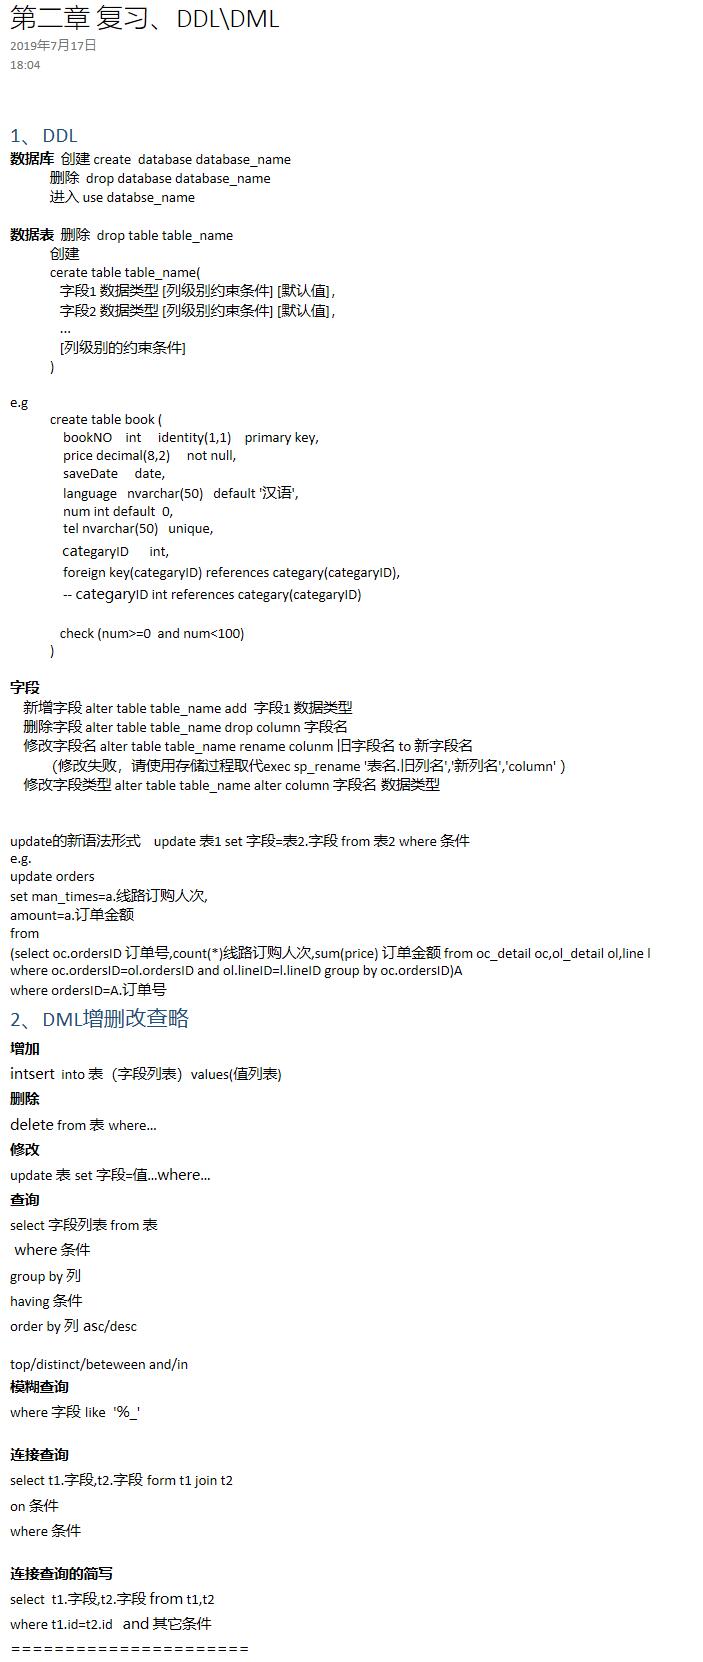 第二章 复习、DDL\DML
2019年7月17日
18:04
1、DDL
数据库 创建 create database database_name
删除 drop database database_name
进入 use databse_name
数据表 删除 drop table table_name
创建
cerate table table_name(
字段1 数据类型 [列级别约束条件] [默认值],
字段2 数据类型 [列级别约束条件] [默认值],
...
[列级别的约束条件]
)
e.g
create table book (
bookNO int identity(1,1) primary key,
price decimal(8,2) not null,
saveDate date,
language nvarchar(50) default '汉语',
num int default 0,
tel nvarchar(50) unique,
categaryID int,
foreign key(categaryID) references categary(categaryID),
-- categaryID int references categary(categaryID)
check (num>=0 and num<100)
)
字段
新增字段 alter table table_name add 字段1 数据类型
删除字段 alter table table_name drop column 字段名
修改字段名 alter table table_name rename colunm 旧字段名 to 新字段名
(修改失败，请使用存储过程取代exec sp_rename '表名.旧列名','新列名','column' )
修改字段类型 alter table table_name alter column 字段名 数据类型
update的新语法形式 update 表1 set 字段=表2.字段 from 表2 where 条件
e.g.
update orders
set man_times=a.线路订购人次,
amount=a.订单金额
from
(select oc.ordersID 订单号,count(*)线路订购人次,sum(price) 订单金额 from oc_detail oc,ol_detail ol,line l
where oc.ordersID=ol.ordersID and ol.lineID=l.lineID group by oc.ordersID)A
where ordersID=A.订单号
2、DML增删改查略
增加
intsert into 表（字段列表）values(值列表)
删除
delete from 表 where...
修改
update 表 set 字段=值...where...
查询
select 字段列表 from 表
where 条件
group by 列
having 条件
order by 列 asc/desc
top/distinct/beteween and/in
模糊查询
where 字段 like '%_'
连接查询
select t1.字段,t2.字段 form t1 join t2
on 条件
where 条件
连接查询的简写
select t1.字段,t2.字段 from t1,t2
where t1.id=t2.id and 其它条件
======================